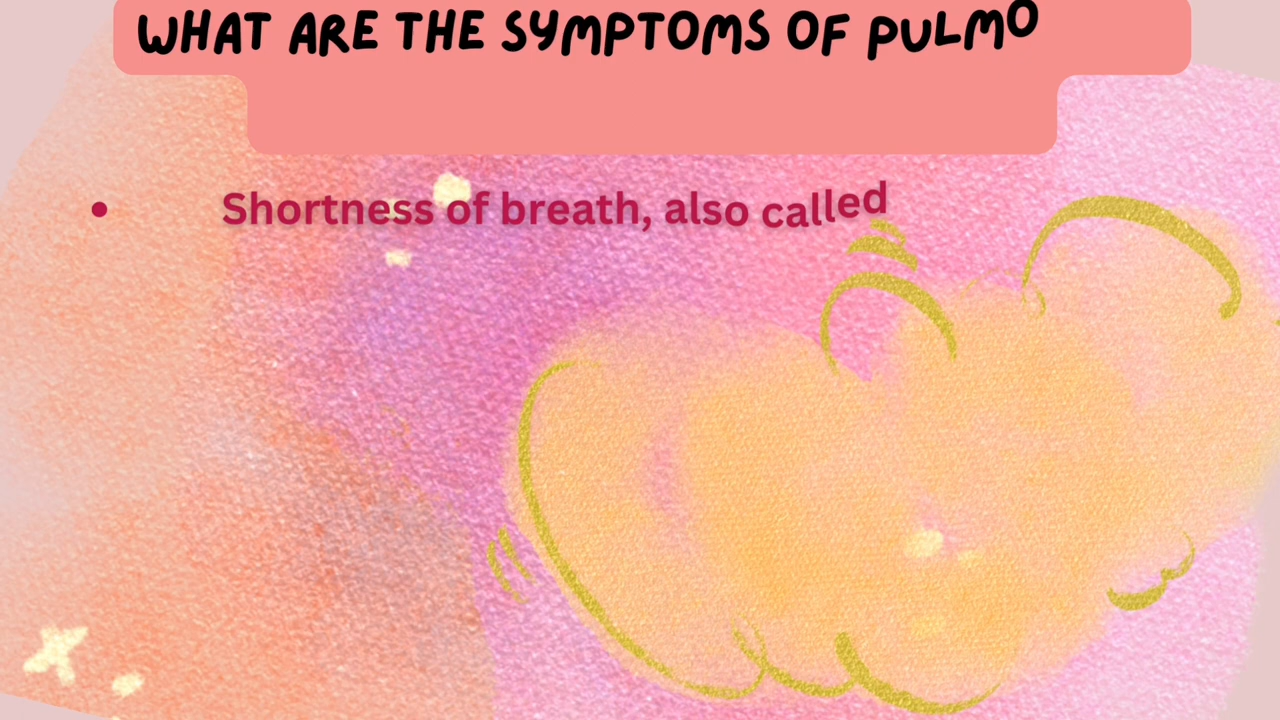 WHAT ARE THE SYMPTOMS OF PULMO
• Shortness of breath, also called